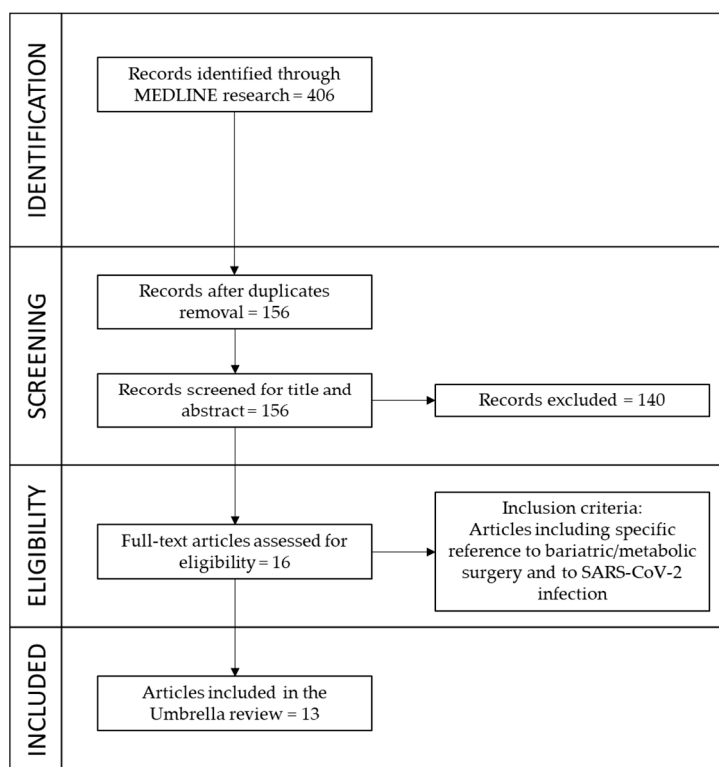 IDENTIFICATION
Records identified through
MEDLINE research = 406
SCREENING
Records after duplicates
removal = 156
Records screened for title and
abstract = 156
Records excluded = 140
ELIGIBILITY
Full-text articles assessed for
eligibility = 16
Inclusion criteria:
Articles including specific
reference to bariatric/metabolic
surgery and to SARS-CoV-2
infection
INCLUDED
Articles included in the
Umbrella review = 13